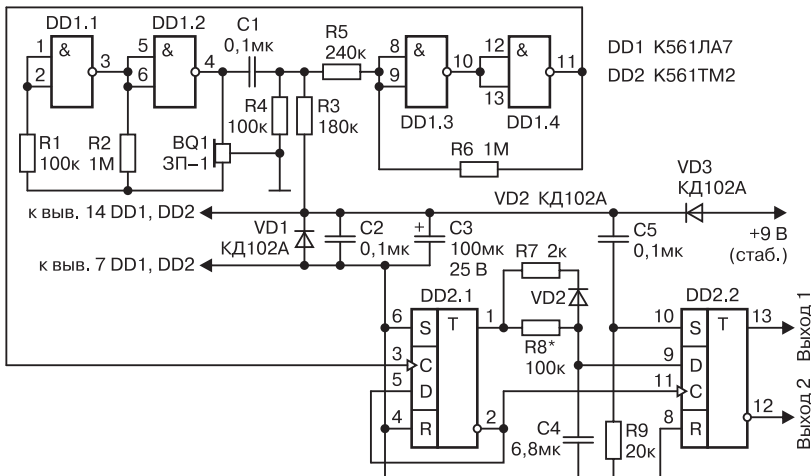 DD1.1
DD1.2
C1
0,1мк
1
2
&
3
5
6
&
4
R5
240к
8
9
&
10
12
13
&
11
DD1 К561ЛА7
DD2 К561ТМ2
R1
100к
R2
1М
BQ1
ЗП–1
R4
100к
R3
180к
DD1.3
DD1.4
R6 1М
VD3
КД102А
к выв. 14 DD1, DD2
VD2 КД102А
+9 В
(стаб.)
VD1
КД102А
C2
0,1мк
+
C3
100мк
25 В
C5
0,1мк
к выв. 7 DD1, DD2
R7 2к
VD2
DD2.1
6
3
5
4
S
C
D
R
T
1
2
R8*
100к
DD2.2
10
9
11
8
S
D
C
R
T
13
12
Выход 1
Выход 2
C4
6,8мк
R9
20к